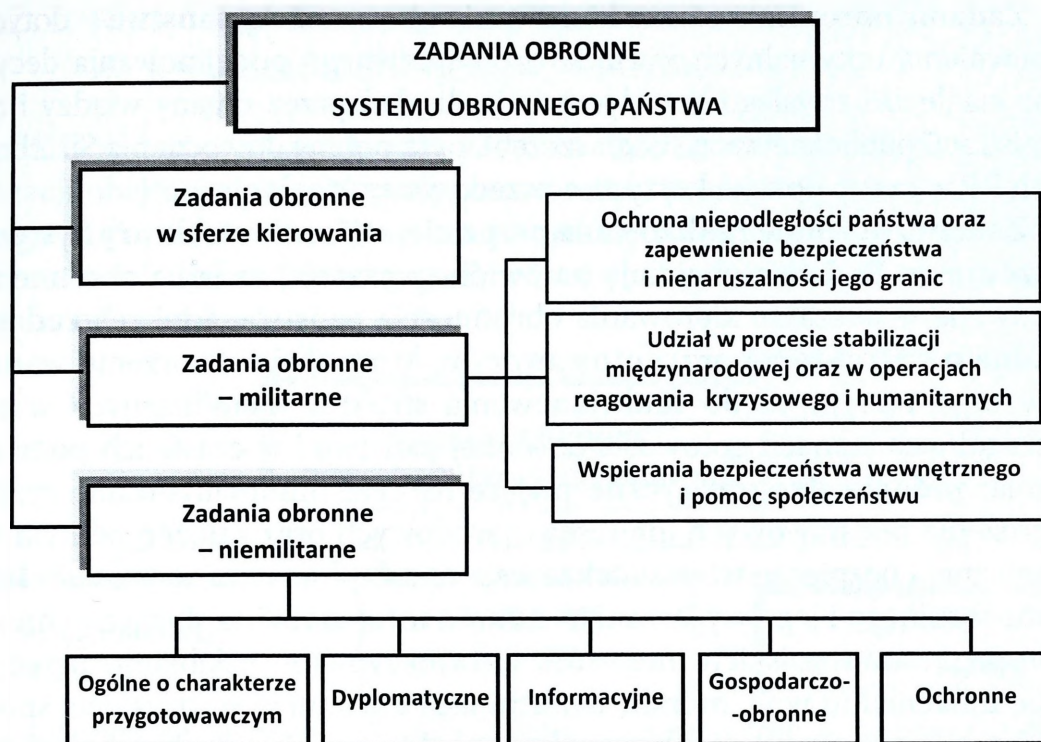 ZADANIA OBRONNE
SYSTEMU OBRONNEGO PAŃSTWA
Zadania obronne
w sferze kierowania
Zadania obronne
– militarne
Zadania obronne
– niemilitarne
Ochrona niepodległości państwa oraz
zapewnienie bezpieczeństwa
i nienaruszalności jego granic
Udział w procesie stabilizacji
międzynarodowej oraz w operacjach
reagowania kryzysowego i humanitarnych
Wspierania bezpieczeństwa wewnętrznego
i pomoc społeczeństwu
Ogólne o charakterze
przygotowawczym
Dyplomatyczne
Informacyjne
Gospodarczo-
-obronne
Ochronne